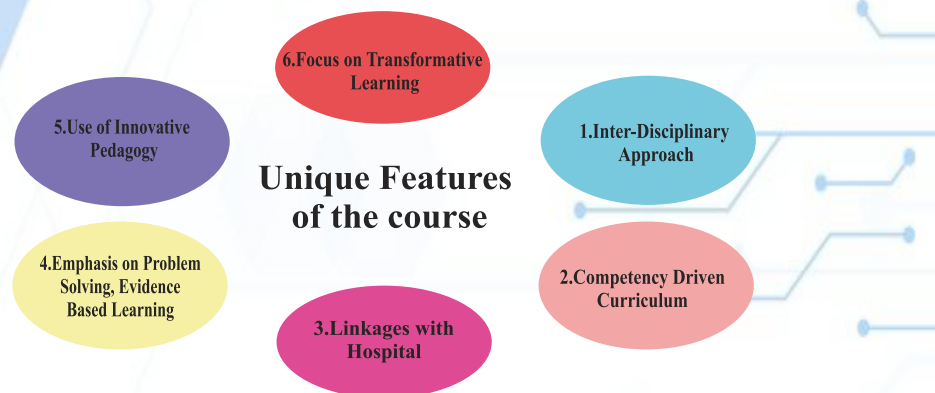 6.Focus on Transformative
Learning
5.Use of Innovative
Pedagogy
1.Inter-Disciplinary
Approach
Unique Features
of the course
4.Emphasis on Problem
Solving, Evidence
Based Learning
2.Competency Driven
Curriculum
3.Linkages with
Hospital